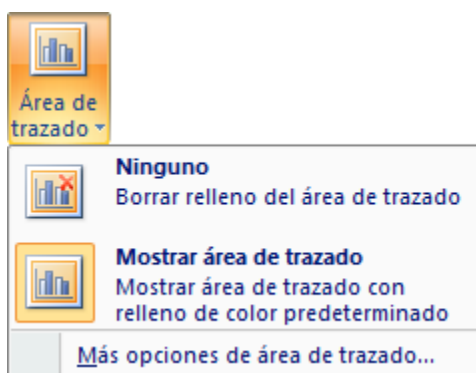 Área de
trazado
Ninguno
Borrar relleno del área de trazado
Mostrar área de trazado
Mostrar área de trazado con
relleno de color predeterminado
Más opciones de área de trazado...